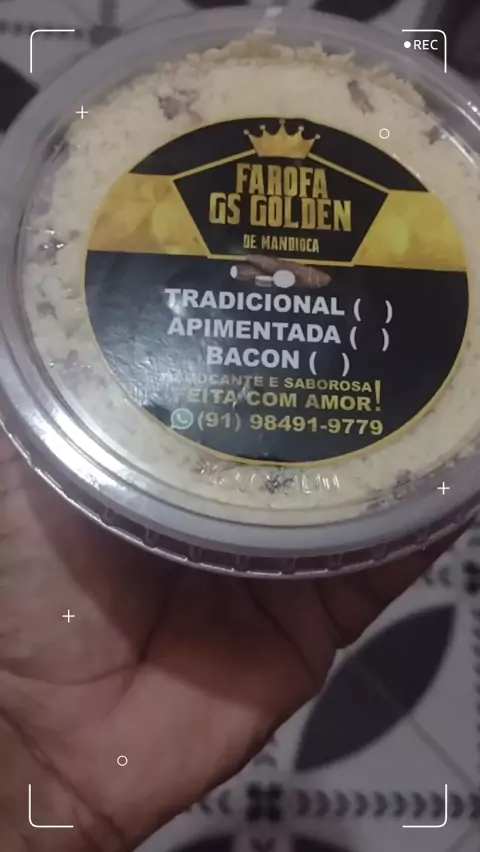 REC
FAROFA
GS GOLDEN
DE MANDIOCA
TRADICIONAL ( )
APIMENTADA ( )
BACON ( )
CROCANTE E SABOROSA
FEITA COM AMOR!
(91) 98491-9779